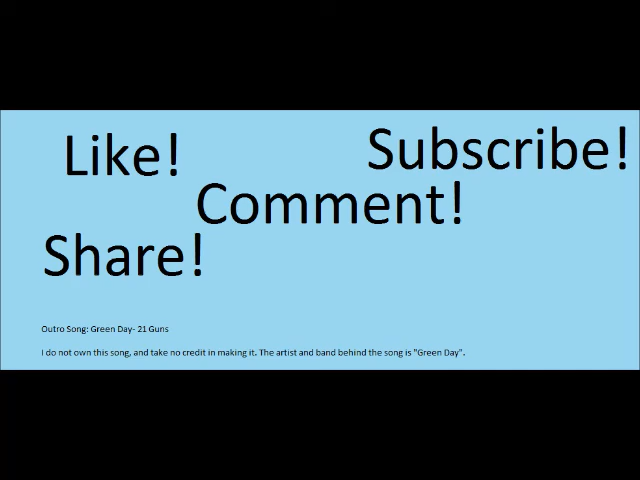 Like!
Subscribe!
Comment!
Share!
Outro Song: Green Day- 21 Guns
I do not own this song, and take no credit in making it. The artist and band behind the song is "Green Day".